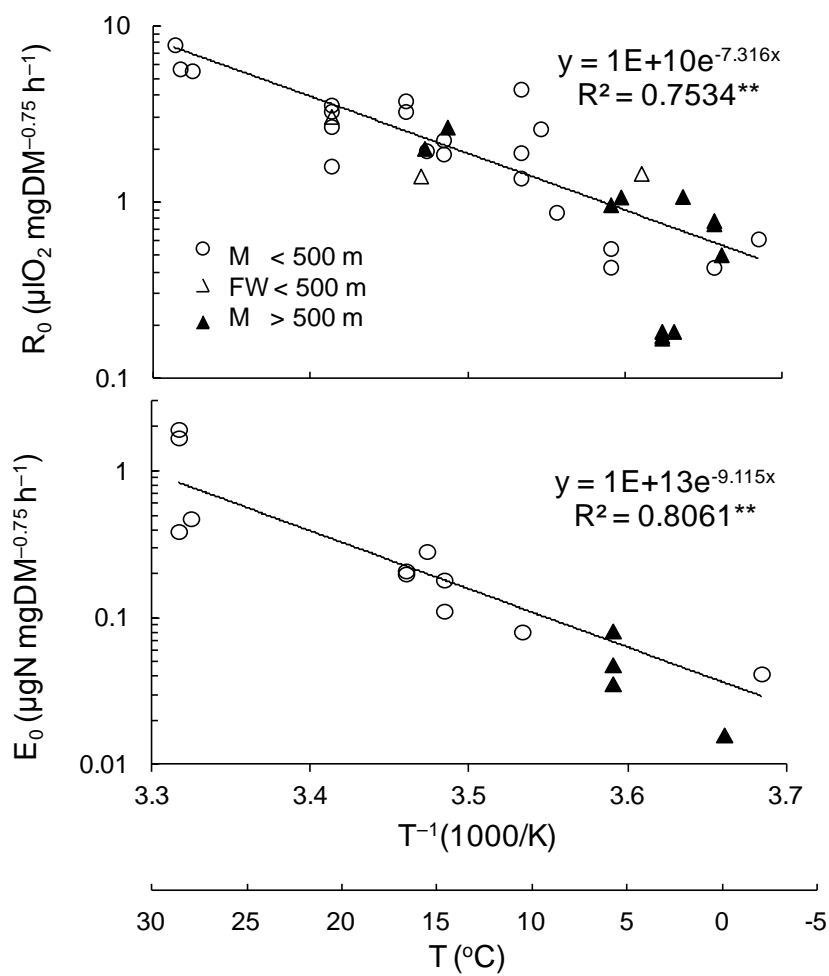 10
1
0.1
R₀ (µlO₂ mgDM⁻⁰·⁷⁵ h⁻¹)
y = 1E+10e⁻⁷·³¹⁶ˣ
R² = 0.7534**
M < 500 m
FW < 500 m
M > 500 m
1
0.1
0.01
E₀ (µgN mgDM⁻⁰·⁷⁵ h⁻¹)
y = 1E+13e⁻⁹·¹¹⁵ˣ
R² = 0.8061**
3.3 3.4 3.5 3.6 3.7
T⁻¹(1000/K)
30 25 20 15 10 5 0 -5
T (°C)